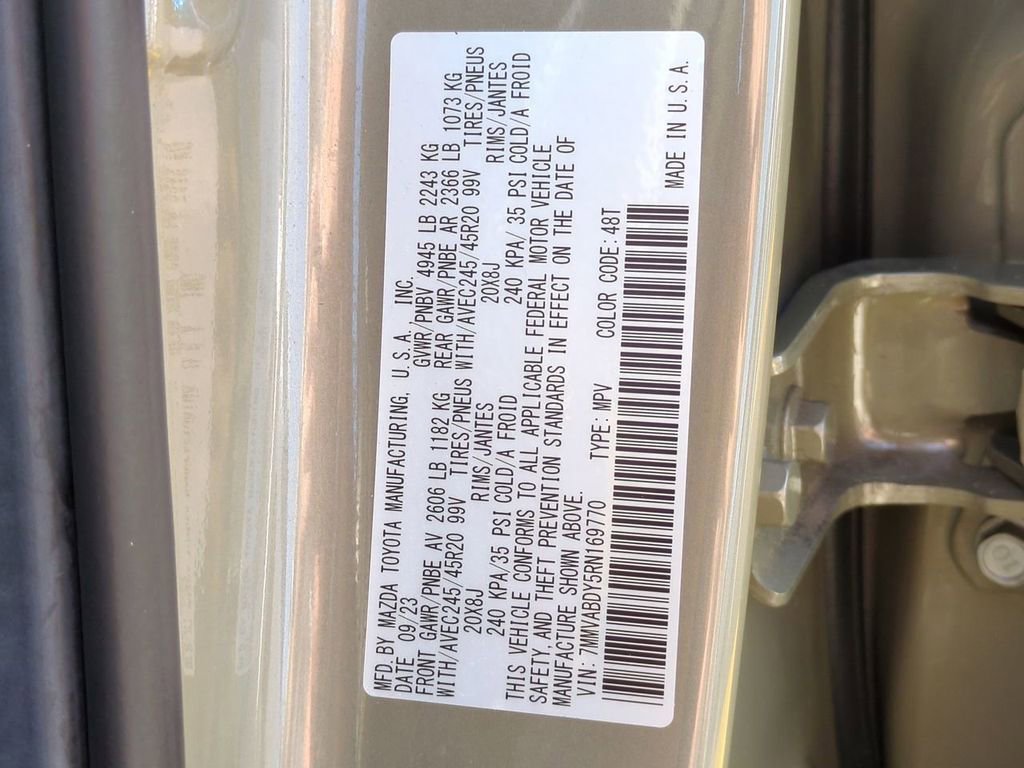 MFD.BY MAZDA TOYOTA MANUFACTURING, U.S.A. INC.
DATE 09/23 GVWR/PNBV 4945 LB 2243 KG
FRONT GAWR/PNBE AV 2606 LB 1182 KG REAR GAWR/PNBE AR 2366 LB 1073 KG
WITH/AVEC245/45R20 99V TIRES/PNEUS WITH/AVEC245/45R20 99V TIRES/PNEUS
20X8J RIMS/JANTES 20X8J RIMS/JANTES
240 KPA/35 PSI COLD/A FROID 240 KPA/ 35 PSI COLD/A FROID
THIS VEHICLE CONFORMS TO ALL APPLICABLE FEDERAL MOTOR VEHICLE
SAFETY,AND THEFT PREVENTION STANDARDS IN EFFECT ON THE DATE OF
MANUFACTURE SHOWN ABOVE.
VIN:7MMVABDY5RN169770 TYPE:MPV COLOR CODE:48T
MADE IN U.S.A.